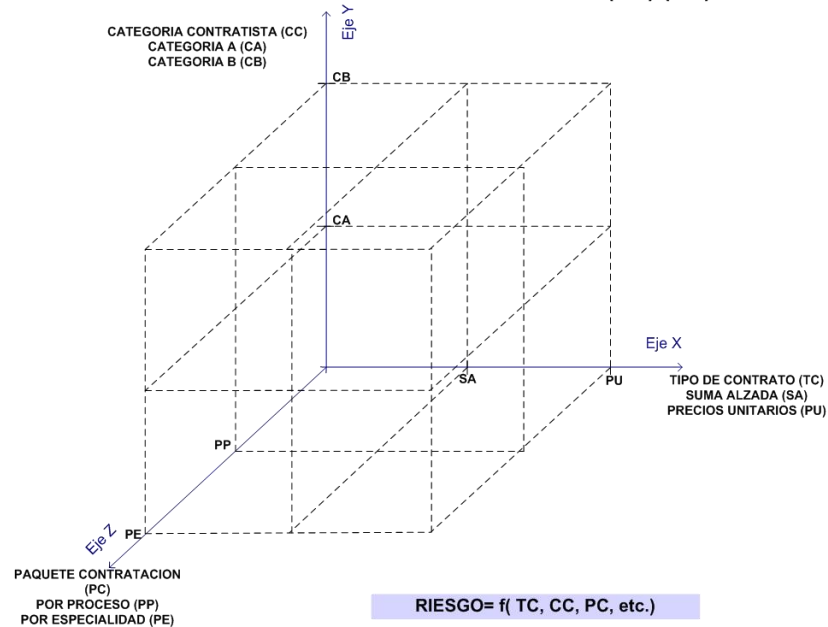 CATEGORIA CONTRATISTA (CC)
CATEGORIA A (CA)
CATEGORIA B (CB)
Eje Y
CB
CA
Eje X
SA
PU
TIPO DE CONTRATO (TC)
SUMA ALZADA (SA)
PRECIOS UNITARIOS (PU)
PP
PE
Eje Z
PAQUETE CONTRATACION
(PC)
POR PROCESO (PP)
POR ESPECIALIDAD (PE)
RIESGO= f( TC, CC, PC, etc.)